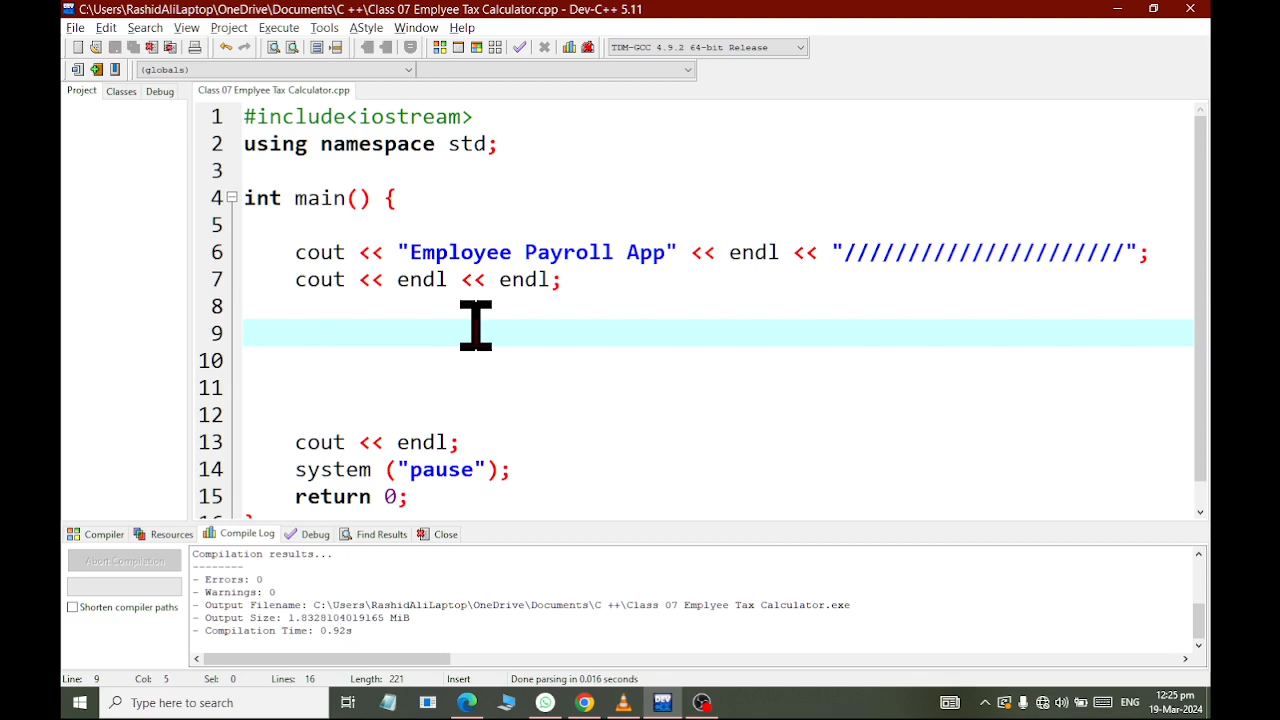 C:\Users\RashidAliLaptop\OneDrive\Documents\C ++\Class 07 Emplyee Tax Calculator.cpp - Dev-C++ 5.11
File Edit Search View Project Execute Tools AStyle Window Help
TDM-GCC 4.9.2 64-bit Release
(globals)
Project Classes Debug
Class 07 Emplyee Tax Calculator.cpp
1 #include<iostream>
2 using namespace std;
3
4 int main() {
5
6 cout << "Employee Payroll App" << endl << "//////////////////////";
7 cout << endl << endl;
8
9
10
11
12
13 cout << endl;
14 system ("pause");
15 return 0;
Compiler Resources Compile Log Debug Find Results Close
Abort Compilation
Shorten compiler paths
Compilation results...
--------
- Errors: 0
- Warnings: 0
- Output Filename: C:\Users\RashidAliLaptop\OneDrive\Documents\C ++\Class 07 Emplyee Tax Calculator.exe
- Output Size: 1.8328104019165 MiB
- Compilation Time: 0.92s
Line: 9 Col: 5 Sel: 0 Lines: 16 Length: 221 Insert Done parsing in 0.016 seconds
Type here to search
ENG
12:25 pm
19-Mar-2024